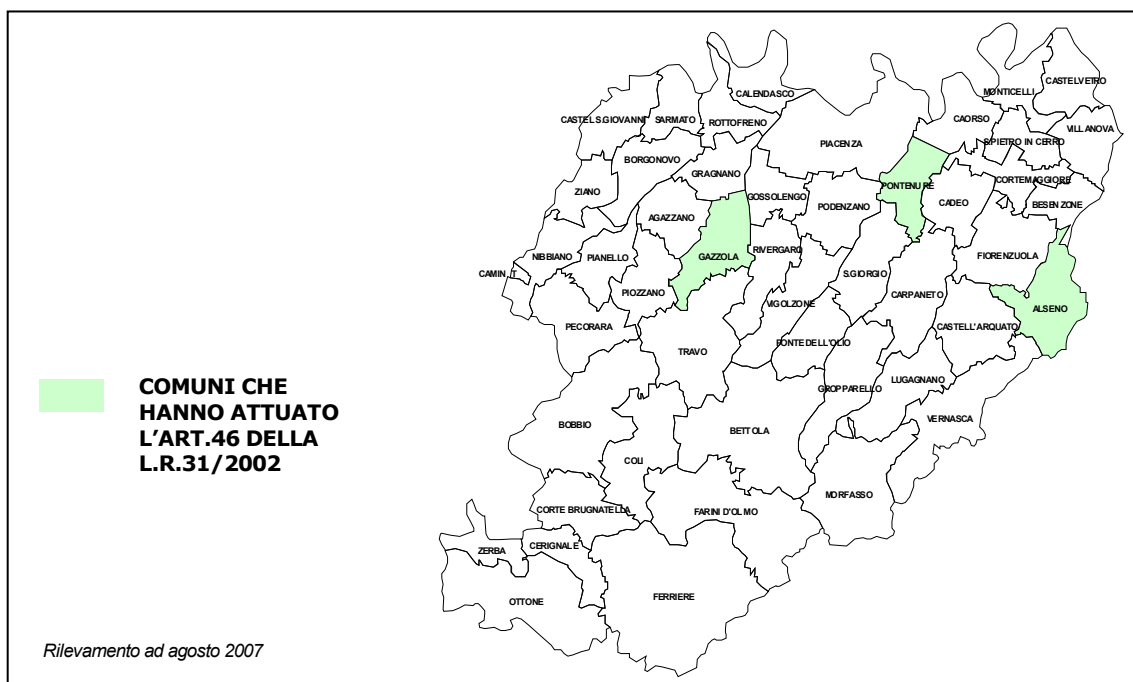 CASTELVETRO
MONTICELLI
CALENDASCO
CASTEL S.GIOVANNI
SARMATO
ROTTOFRENO
CAORSO
VILLANOVA
PIACENZA
S.PIETRO IN CERRO
BORGONOVO
GRAGNANO
CORTEMAGGIORE
ZIANO
GOSSOLENGO
PONTENURE
CADEO
BESENZONE
PODENZANO
AGAZZANO
RIVERGARO
NIBBIANO
PIANELLO
GAZZOLA
FIORENZUOLA
CAMIN. T
S.GIORGIO
PIOZZANO
CARPANETO
VIGOLZONE
ALSENO
PECORARA
CASTELL'ARQUATO
PONTE DELL'OLIO
TRAVO
LUGAGNANO
GROPPARELLO
COMUNI CHE
HANNO ATTUATO
L'ART.46 DELLA
L.R.31/2002
VERNASCA
BOBBIO
BETTOLA
COLI
MORFASSO
CORTE BRUGNATELLA
FARINI D'OLMO
CERIGNALE
ZERBA
FERRIERE
OTTONE
Rilevamento ad agosto 2007